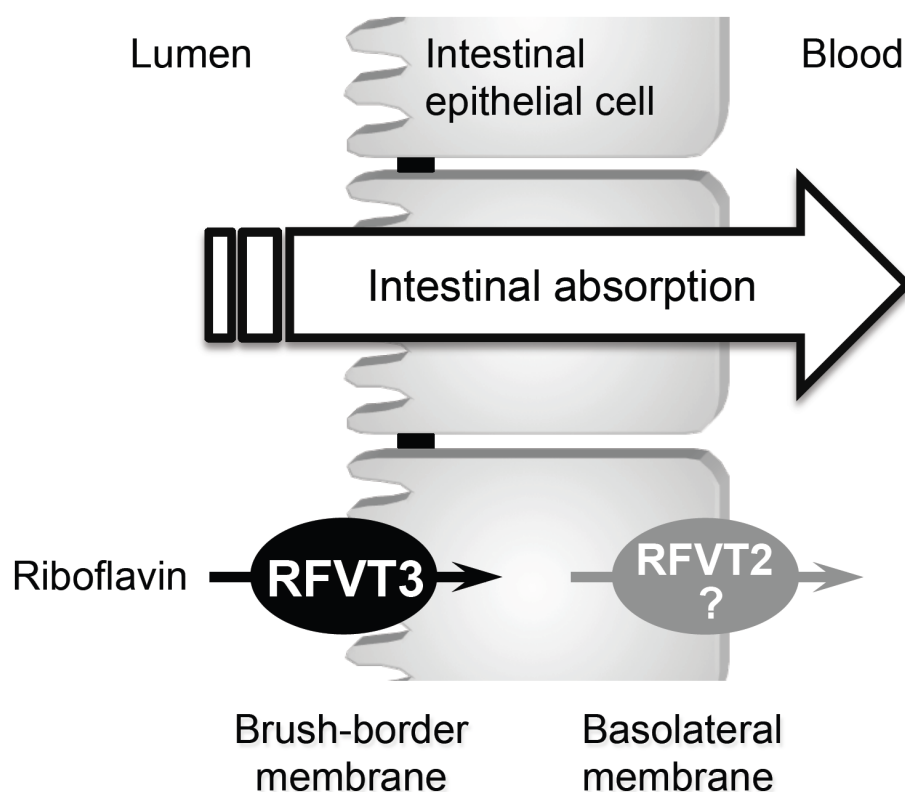 Lumen
Intestinal
epithelial cell
Blood
Intestinal absorption
Riboflavin
RFVT3
RFVT2
?
Brush-border
membrane
Basolateral
membrane